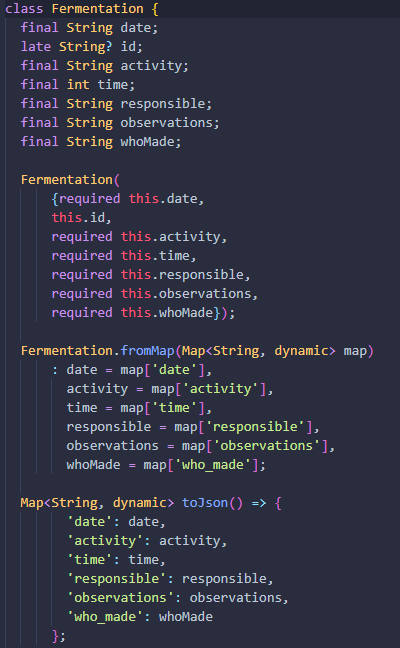 class Fermentation {
  final String date;
  late String? id;
  final String activity;
  final int time;
  final String responsible;
  final String observations;
  final String whoMade;

  Fermentation(
      {required this.date,
      this.id,
      required this.activity,
      required this.time,
      required this.responsible,
      required this.observations,
      required this.whoMade});

  Fermentation.fromMap(Map<String, dynamic> map)
      : date = map['date'],
        activity = map['activity'],
        time = map['time'],
        responsible = map['responsible'],
        observations = map['observations'],
        whoMade = map['who_made'];

  Map<String, dynamic> toJson() => {
        'date': date,
        'activity': activity,
        'time': time,
        'responsible': responsible,
        'observations': observations,
        'who_made': whoMade
      };